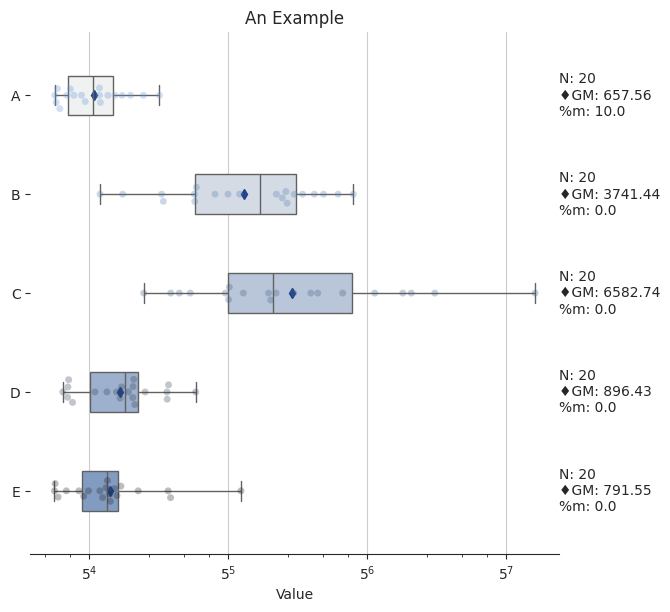 An Example
A
N: 20
♦GM: 657.56
%m: 10.0
B
N: 20
♦GM: 3741.44
%m: 0.0
C
N: 20
♦GM: 6582.74
%m: 0.0
D
N: 20
♦GM: 896.43
%m: 0.0
E
N: 20
♦GM: 791.55
%m: 0.0
5⁴ 5⁵ 5⁶ 5⁷
Value